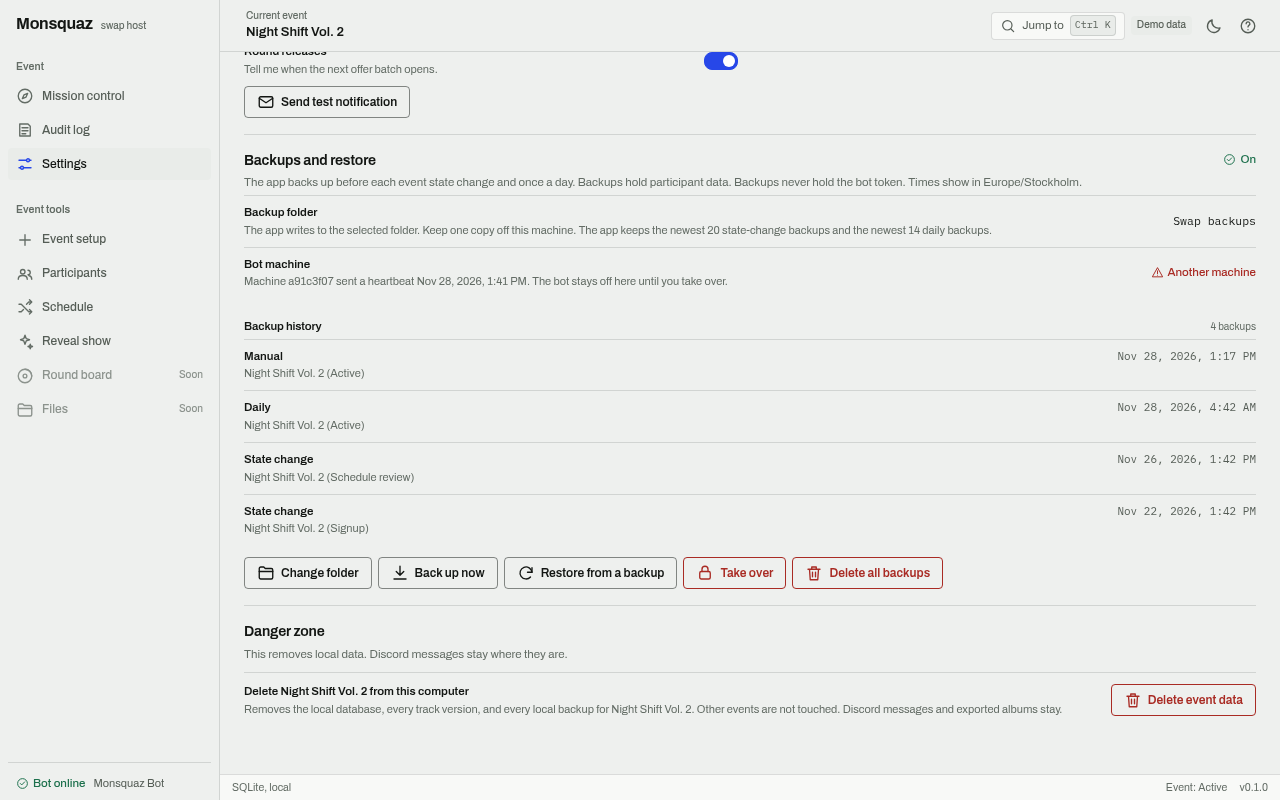 Monsquaz swap host
Current event
Night Shift Vol. 2
Jump to Ctrl K
Demo data
Event
Mission control
Audit log
Settings
Event tools
Event setup
Participants
Schedule
Reveal show
Round board Soon
Files Soon
Bot online Monsquaz Bot
Round releases
Tell me when the next offer batch opens.
Send test notification
Backups and restore
On
The app backs up before each event state change and once a day. Backups hold participant data. Backups never hold the bot token. Times show in Europe/Stockholm.
Backup folder
The app writes to the selected folder. Keep one copy off this machine. The app keeps the newest 20 state-change backups and the newest 14 daily backups.
Swap backups
Bot machine
Machine a91c3f07 sent a heartbeat Nov 28, 2026, 1:41 PM. The bot stays off here until you take over.
Another machine
Backup history
4 backups
Manual
Nov 28, 2026, 1:17 PM
Night Shift Vol. 2 (Active)
Daily
Nov 28, 2026, 4:42 AM
Night Shift Vol. 2 (Active)
State change
Nov 26, 2026, 1:42 PM
Night Shift Vol. 2 (Schedule review)
State change
Nov 22, 2026, 1:42 PM
Night Shift Vol. 2 (Signup)
Change folder
Back up now
Restore from a backup
Take over
Delete all backups
Danger zone
This removes local data. Discord messages stay where they are.
Delete Night Shift Vol. 2 from this computer
Removes the local database, every track version, and every local backup for Night Shift Vol. 2. Other events are not touched. Discord messages and exported albums stay.
Delete event data
SQLite, local
Event: Active v0.1.0